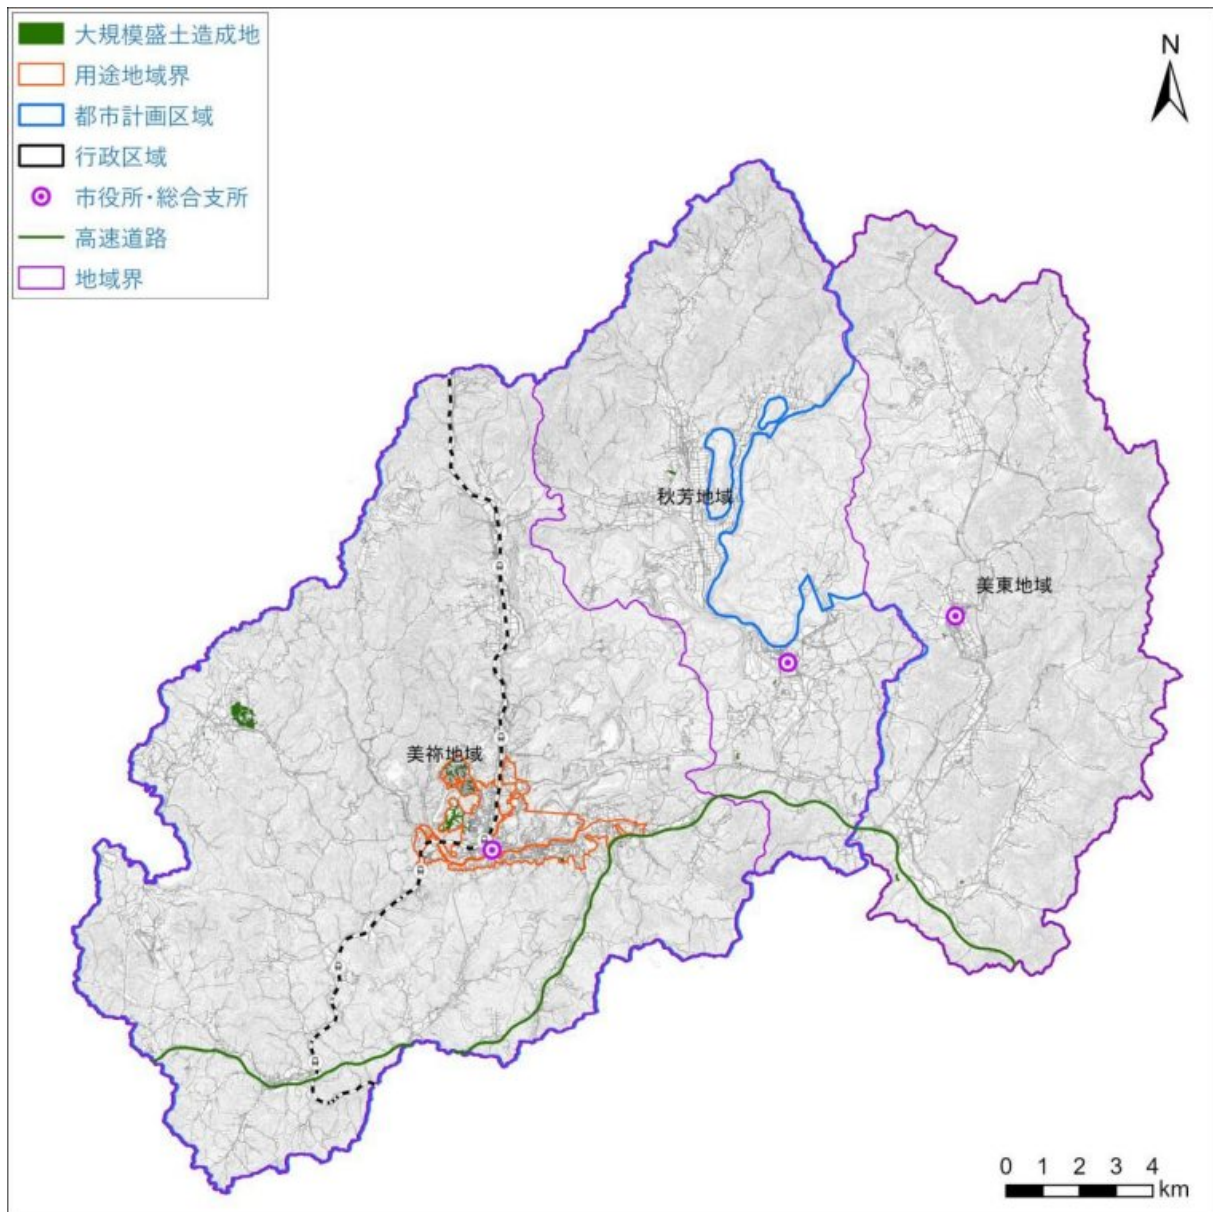 大規模盛土造成地
用途地域界
都市計画区域
行政区域
市役所・総合支所
高速道路
地域界
N
秋芳地域
美東地域
美祢地域
0 1 2 3 4
km